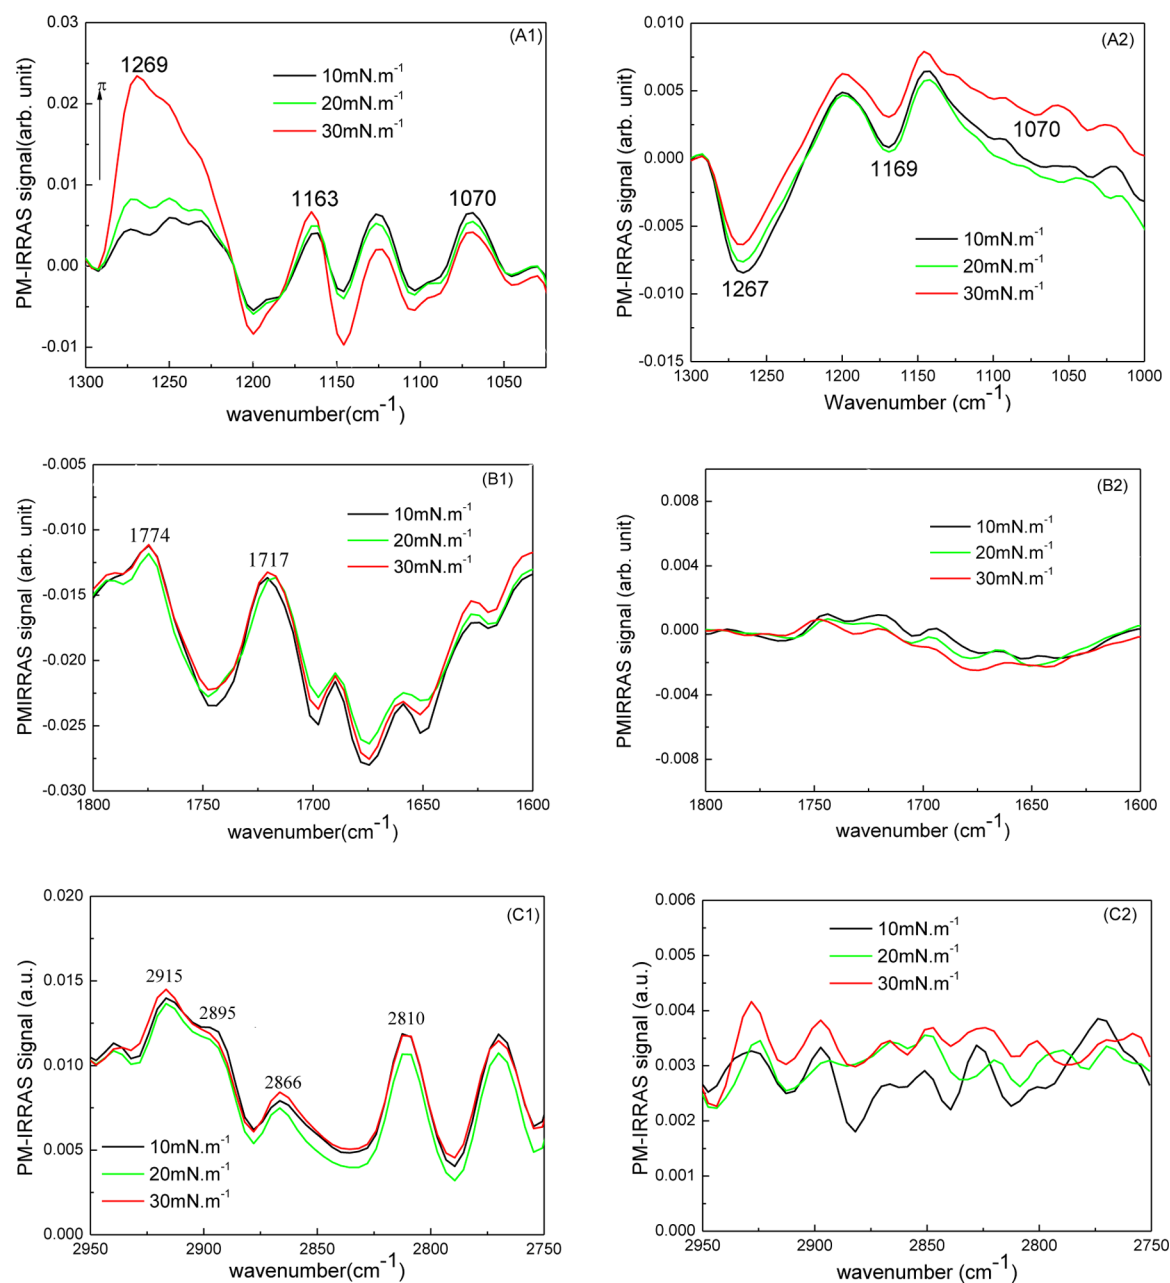 (A1)
0.03
0.02
0.01
0.00
-0.01
PM-IRRAS signal(arb. unit)
1269
π
10mN.m⁻¹
20mN.m⁻¹
30mN.m⁻¹
1163
1070
1300 1250 1200 1150 1100 1050
wavenumber(cm⁻¹)
(A2)
0.010
0.005
0.000
-0.005
-0.010
-0.015
PM-IRRAS signal (arb. unit)
1070
1169
1267
10mN.m⁻¹
20mN.m⁻¹
30mN.m⁻¹
1300 1250 1200 1150 1100 1050 1000
Wavenumber (cm⁻¹)
(B1)
-0.005
-0.010
-0.015
-0.020
-0.025
-0.030
PMIRRAS signal (arb. unit)
1774
1717
10mN.m⁻¹
20mN.m⁻¹
30mN.m⁻¹
1800 1750 1700 1650 1600
wavenumber(cm⁻¹)
(B2)
0.008
0.004
0.000
-0.004
-0.008
PMIRRAS signal (arb. unit)
10mN.m⁻¹
20mN.m⁻¹
30mN.m⁻¹
1800 1750 1700 1650 1600
wavenumber (cm⁻¹)
(C1)
0.020
0.015
0.010
0.005
0.000
PM-IRRAS Signal (a.u.)
2915
2895
2866
2810
10mN.m⁻¹
20mN.m⁻¹
30mN.m⁻¹
2950 2900 2850 2800 2750
wavenumber(cm⁻¹)
(C2)
0.006
0.005
0.004
0.003
0.002
0.001
0.000
PM-IRRAS signal (a.u.)
10mN.m⁻¹
20mN.m⁻¹
30mN.m⁻¹
2950 2900 2850 2800 2750
wavenumber (cm⁻¹)